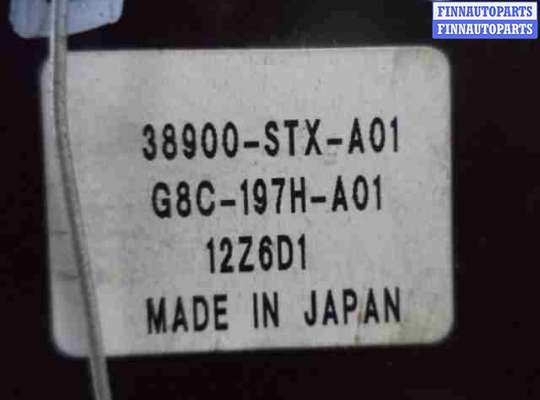 FINNAUTOPARTS
FINNAUTOPARTS
38900-STX-A01
G8C-197H-A01
12Z6D1
MADE IN JAPAN